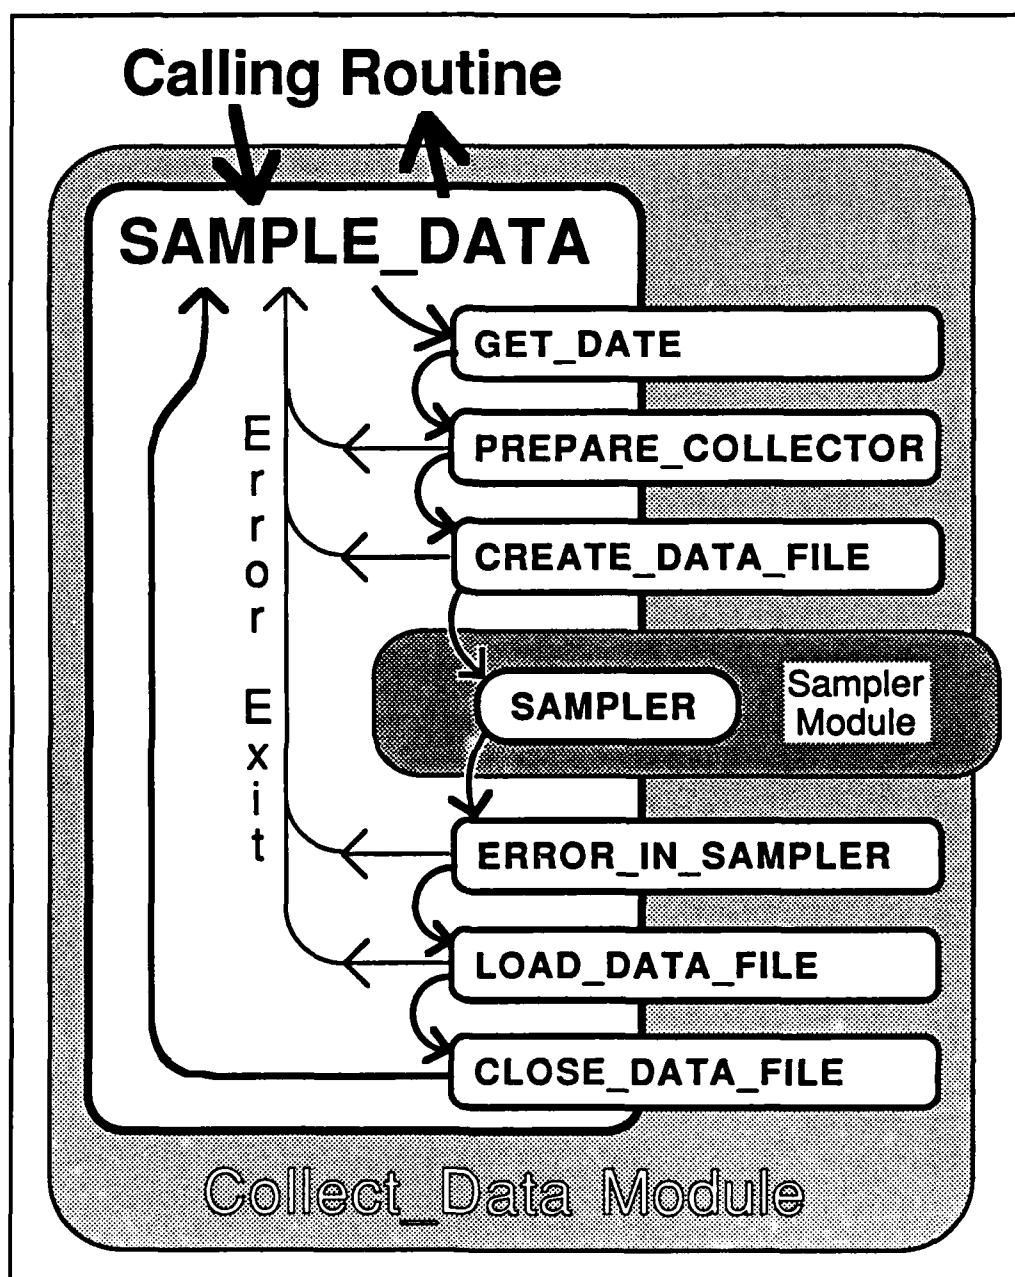 Calling Routine
SAMPLE_DATA
GET_DATE
PREPARE_COLLECTOR
CREATE_DATA_FILE
Error Exit
SAMPLER
Sampler
Module
ERROR_IN_SAMPLER
LOAD_DATA_FILE
CLOSE_DATA_FILE
Collect_Data Module